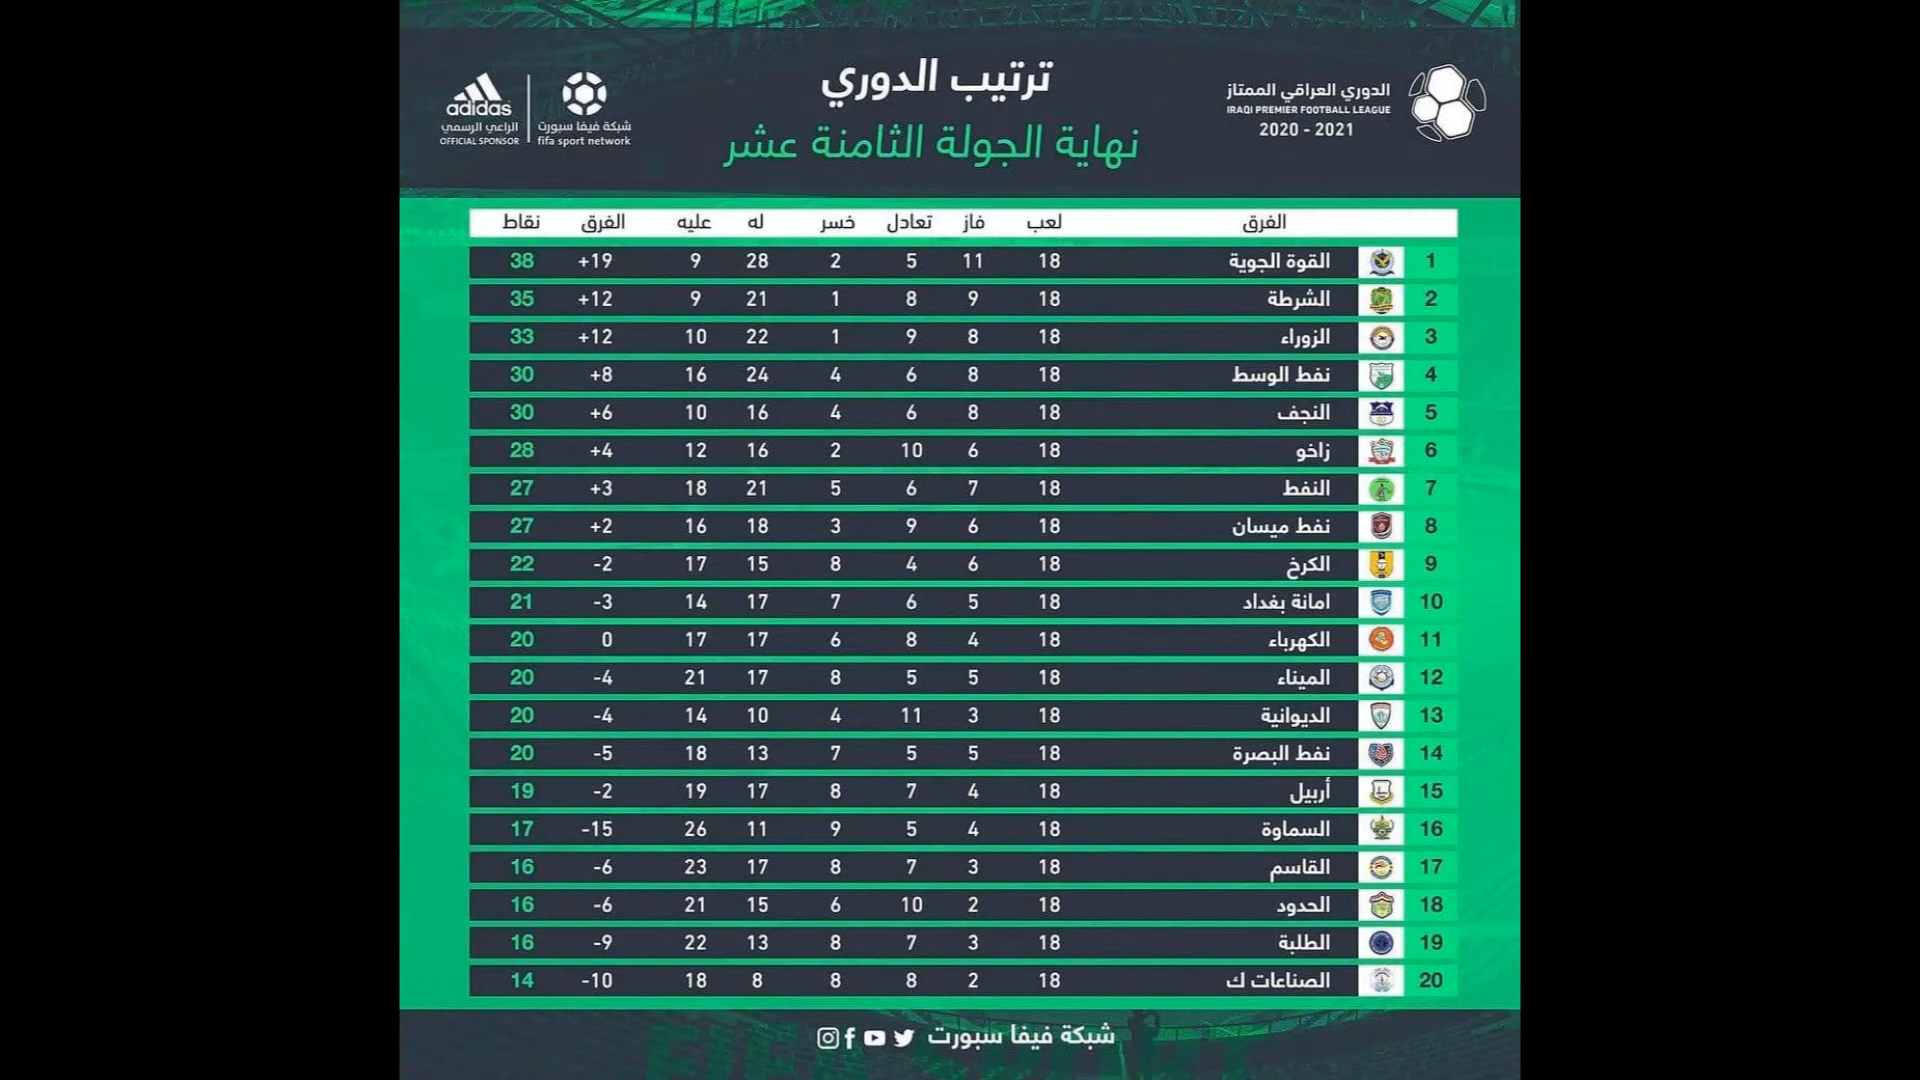 ترتيب الدوري
نهاية الجولة الثامنة عشر
الدوري العراقي الممتاز
IRAQI PREMIER FOOTBALL LEAGUE
2020 - 2021
شبكة فيفا سبورت
fifa sport network
adidas
الراعي الرسمي
OFFICIAL SPONSOR
الفرق لعب فاز تعادل خسر له عليه الفرق نقاط
1 القوة الجوية 18 11 5 2 28 9 +19 38
2 الشرطة 18 9 8 1 21 9 +12 35
3 الزوراء 18 8 9 1 22 10 +12 33
4 نفط الوسط 18 8 6 4 24 16 +8 30
5 النجف 18 8 6 4 16 10 +6 30
6 زاخو 18 6 10 2 16 12 +4 28
7 النفط 18 7 6 5 21 18 +3 27
8 نفط ميسان 18 6 9 3 18 16 +2 27
9 الكرخ 18 6 4 8 15 17 -2 22
10 امانة بغداد 18 5 6 7 17 14 -3 21
11 الكهرباء 18 4 8 6 17 17 0 20
12 الميناء 18 5 5 8 17 21 -4 20
13 الديوانية 18 3 11 4 10 14 -4 20
14 نفط البصرة 18 5 5 7 13 18 -5 20
15 أربيل 18 4 7 8 17 19 -2 19
16 السماوة 18 4 5 9 11 26 -15 17
17 القاسم 18 3 7 8 17 23 -6 16
18 الحدود 18 2 10 6 15 21 -6 16
19 الطلبة 18 3 7 8 13 22 -9 16
20 الصناعات ك 18 2 8 8 8 18 -10 14
شبكة فيفا سبورت